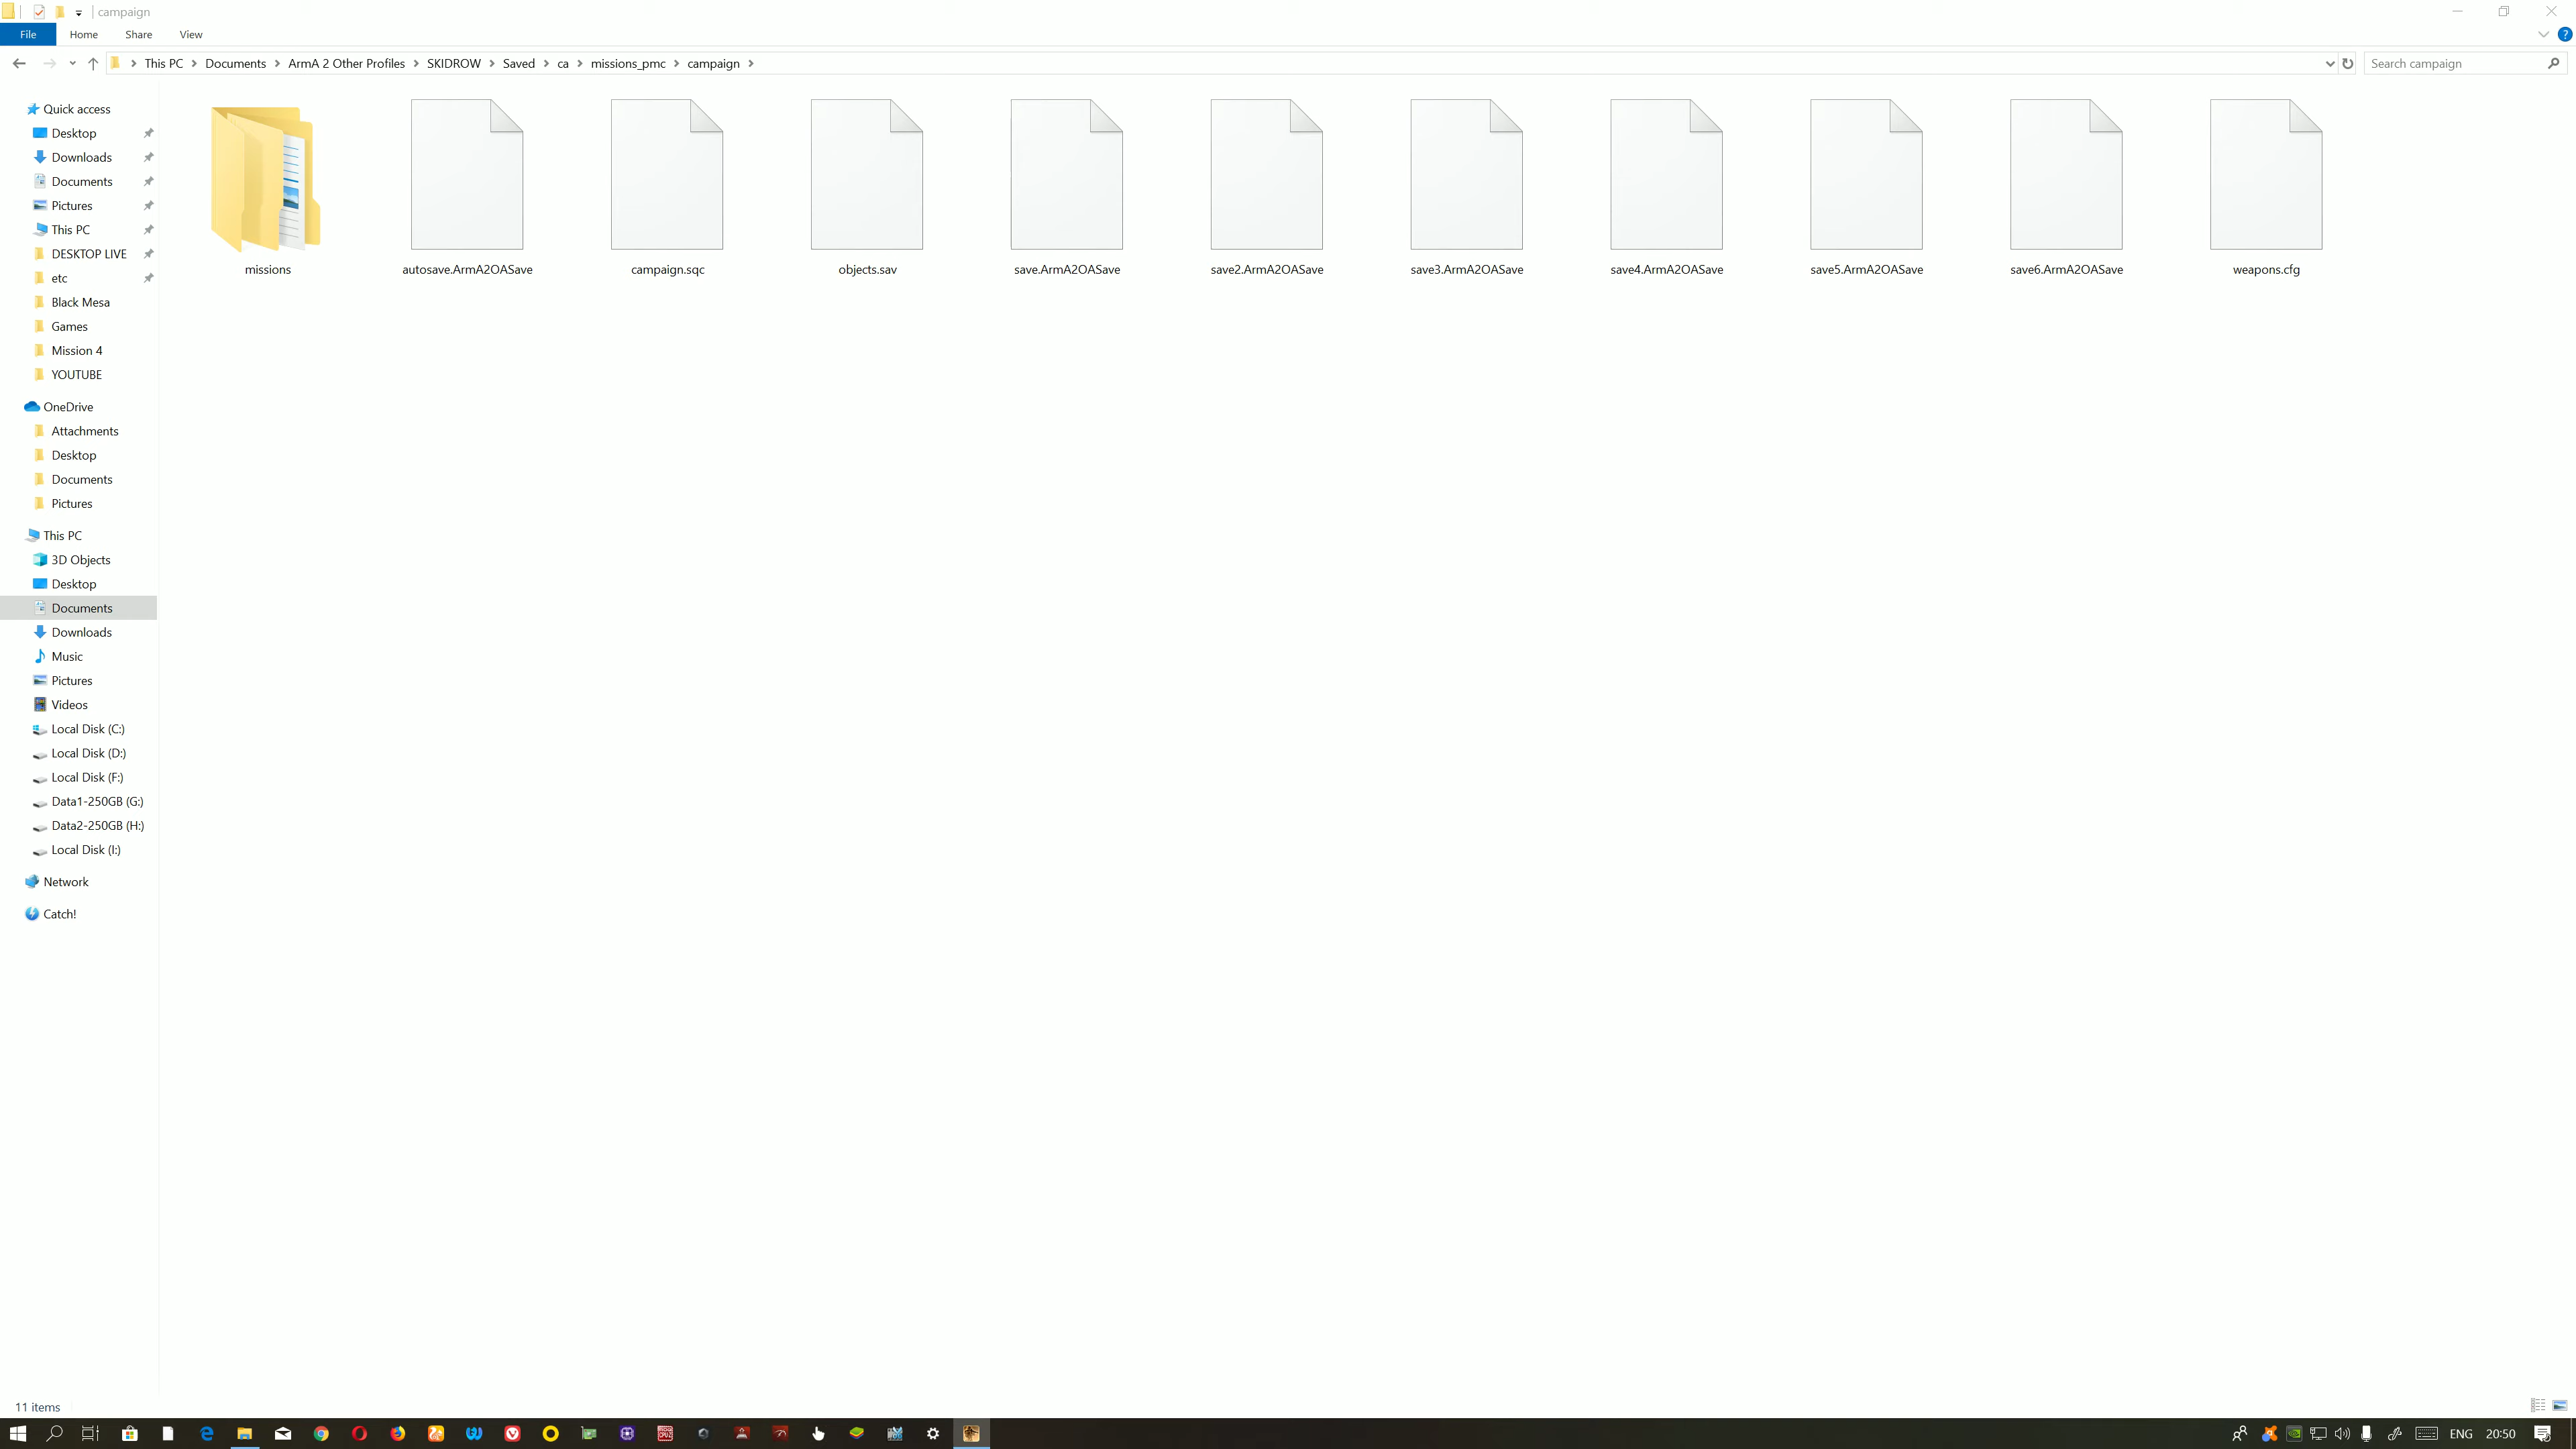 campaign
File Home Share View
This PC Documents ArmA 2 Other Profiles SKIDROW Saved ca missions_pmc campaign
Search campaign
Quick access
Desktop
Downloads
Documents
Pictures
This PC
DESKTOP LIVE
etc
Black Mesa
Games
Mission 4
YOUTUBE
OneDrive
Attachments
Desktop
Documents
Pictures
This PC
3D Objects
Desktop
Documents
Downloads
Music
Pictures
Videos
Local Disk (C:)
Local Disk (D:)
Local Disk (F:)
Data1-250GB (G:)
Data2-250GB (H:)
Local Disk (I:)
Network
Catch!
missions
autosave.ArmA2OASave
campaign.sqc
objects.sav
save.ArmA2OASave
save2.ArmA2OASave
save3.ArmA2OASave
save4.ArmA2OASave
save5.ArmA2OASave
save6.ArmA2OASave
weapons.cfg
11 items
ENG 20:50